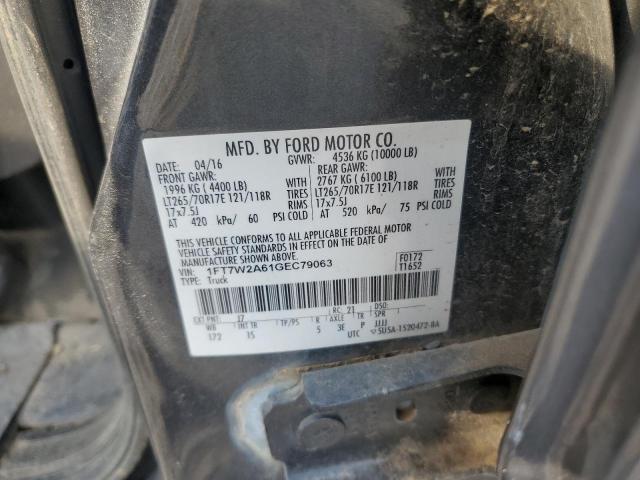 MFD. BY FORD MOTOR CO.
DATE: 04/16 GVWR: 4536 KG (10000 LB)
FRONT GAWR: REAR GAWR:
1996 KG ( 4400 LB) WITH 2767 KG ( 6100 LB) WITH
LT265/70R17E 121/118R TIRES LT265/70R17E 121/118R TIRES
17x7.5J RIMS 17x7.5J RIMS
AT 420 kPa/ 60 PSI COLD AT 520 kPa/ 75 PSI COLD
THIS VEHICLE CONFORMS TO ALL APPLICABLE FEDERAL MOTOR
VEHICLE SAFETY STANDARDS IN EFFECT ON THE DATE OF
MANUFACTURE SHOWN ABOVE.
VIN: 1FT7W2A61GEC79063 F0172
TYPE: Truck T1652
EXT PNT: J7 RC: 21 DSO:
WB INT TR TP/PS R AXLE TR SPR
172 IS 5 3E P JJJJ
UTC 5U5A-1520472-BA